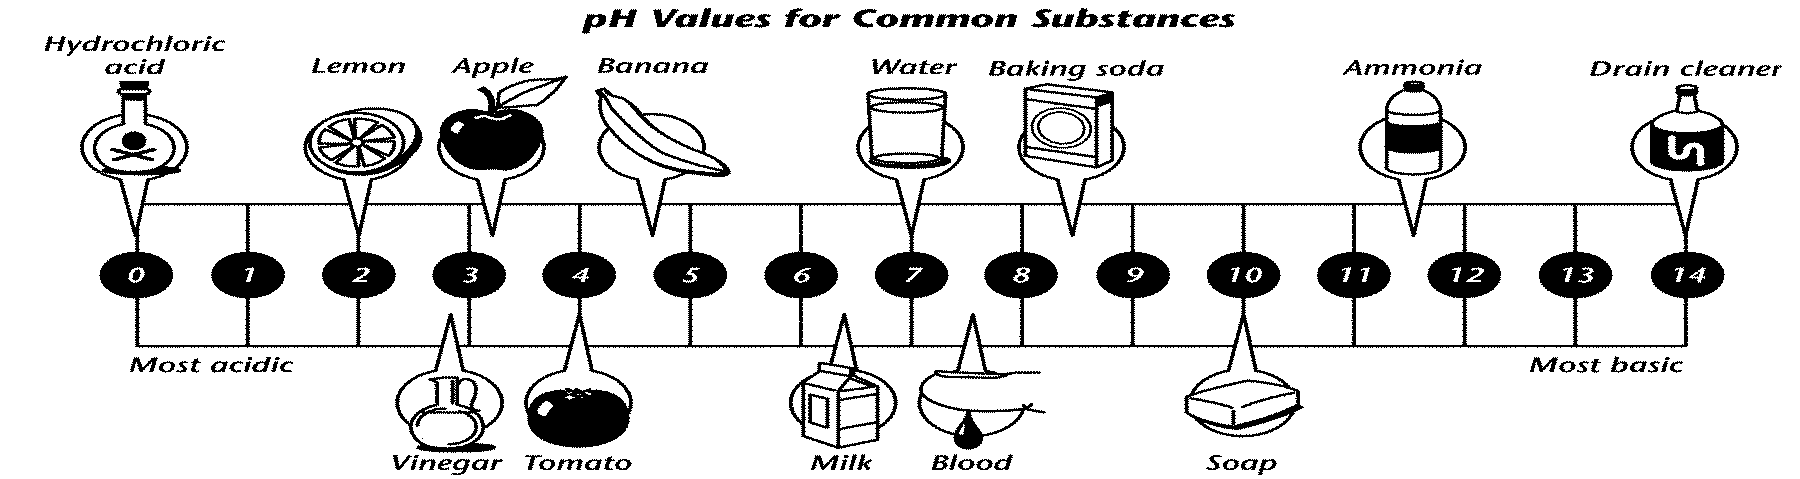 pH Values for Common Substances
Hydrochloric
acid
Lemon
Apple
Banana
Water
Baking soda
Ammonia
Drain cleaner
0
1
2
3
4
5
6
7
8
9
10
11
12
13
14
Most acidic
Most basic
Vinegar
Tomato
Milk
Blood
Soap